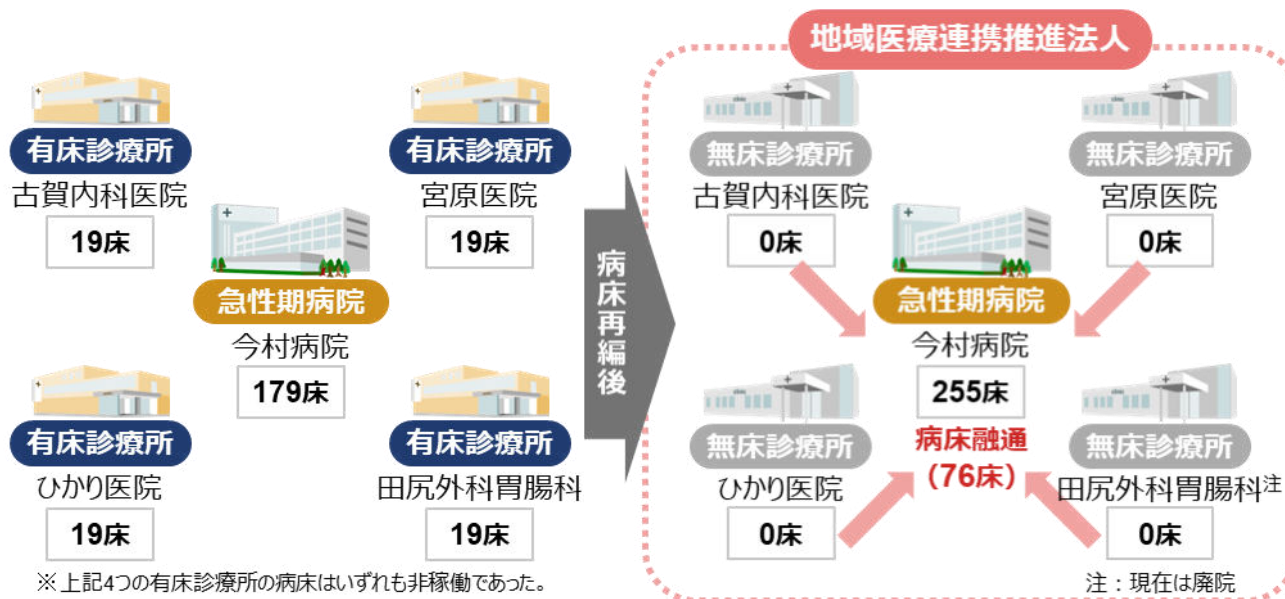 有床診療所
古賀内科医院
19床
有床診療所
宮原医院
19床
急性期病院
今村病院
179床
有床診療所
ひかり医院
19床
有床診療所
田尻外科胃腸科
19床
※上記4つの有床診療所の病床はいずれも非稼働であった。
病床再編後
地域医療連携推進法人
無床診療所
古賀内科医院
0床
無床診療所
宮原医院
0床
急性期病院
今村病院
255床
病床融通
(76床)
無床診療所
ひかり医院
0床
無床診療所
田尻外科胃腸科注
0床
注：現在は廃院